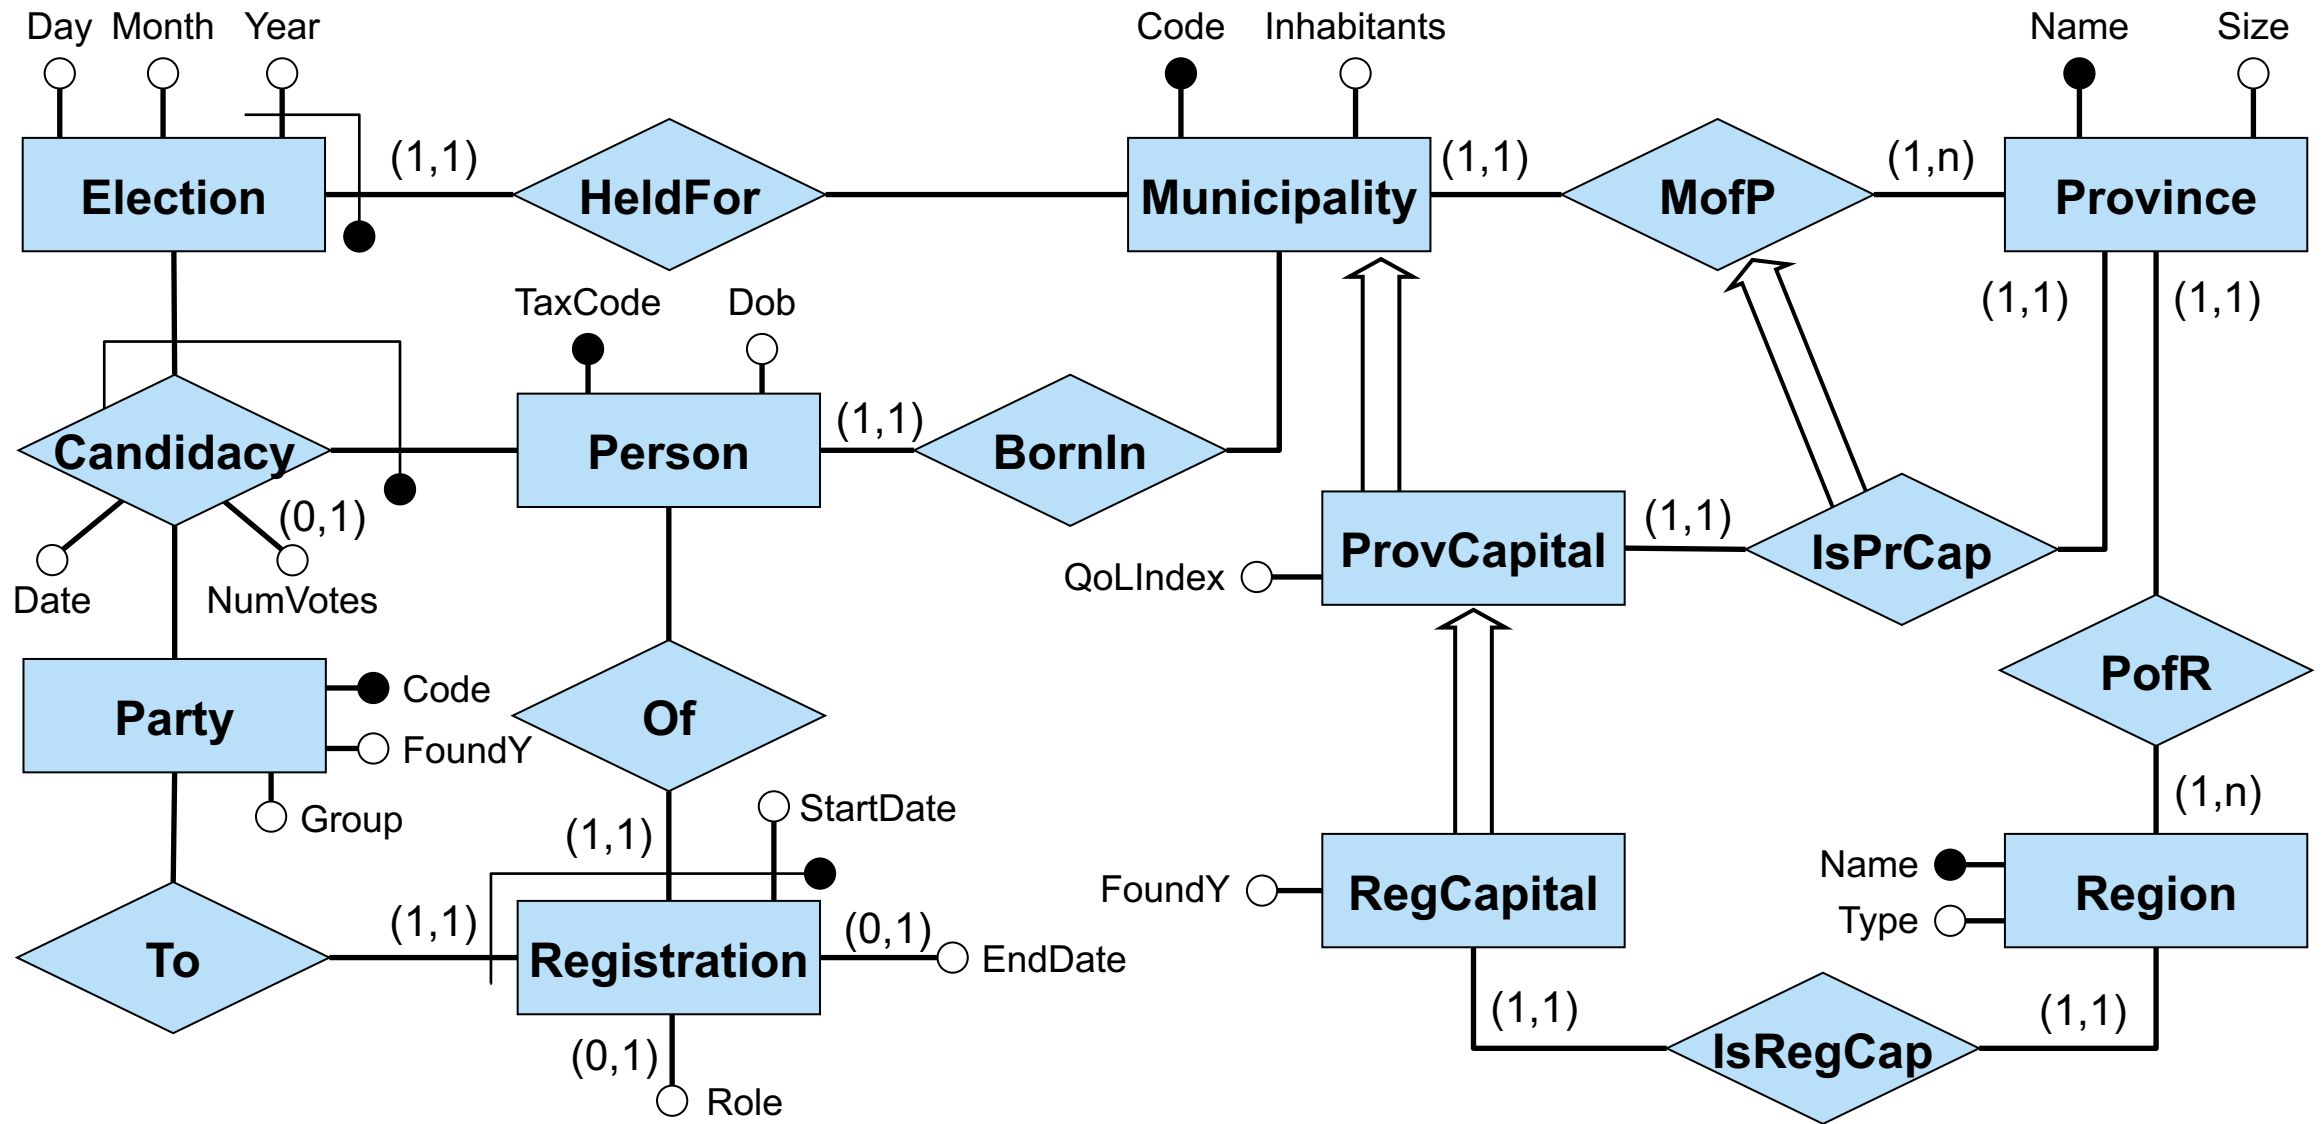 Day Month Year Code Inhabitants Name Size
Election (1,1) HeldFor Municipality (1,1) MofP (1,n) Province
TaxCode Dob (1,1) (1,1)
Candidacy Person (1,1) BornIn
(0,1) ProvCapital (1,1) IsPrCap
QoLIndex
Date NumVotes
Party Code Of PofR
FoundY
Group (1,1) StartDate (1,n)
FoundY RegCapital Name Region
Type
To (1,1) Registration (0,1) EndDate
(1,1) (1,1)
(0,1) IsRegCap
Role